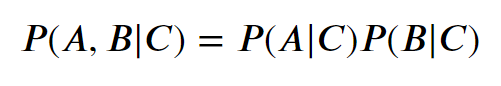 P(A, B|C) = P(A|C)P(B|C)